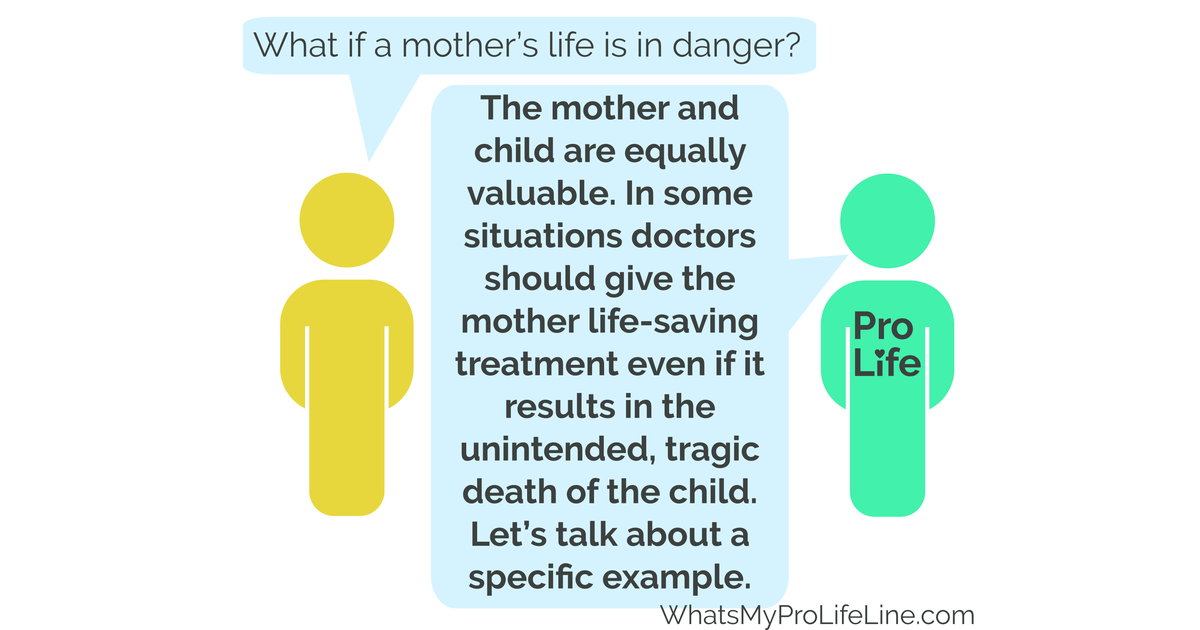 What if a mother’s life is in danger?
The mother and
child are equally
valuable. In some
situations doctors
should give the
mother life-saving
treatment even if it
results in the
unintended, tragic
death of the child.
Let’s talk about a
specific example.
Pro
Life
WhatsMyProLifeLine.com